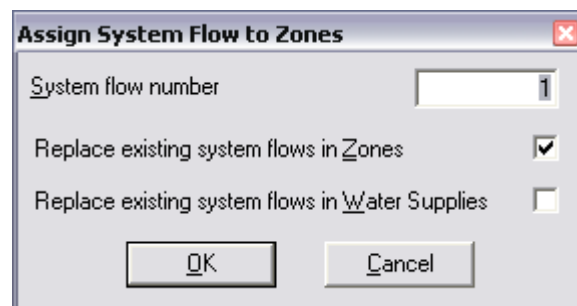 Assign System Flow to Zones
System flow number 1
Replace existing system flows in Zones
Replace existing system flows in Water Supplies
OK Cancel